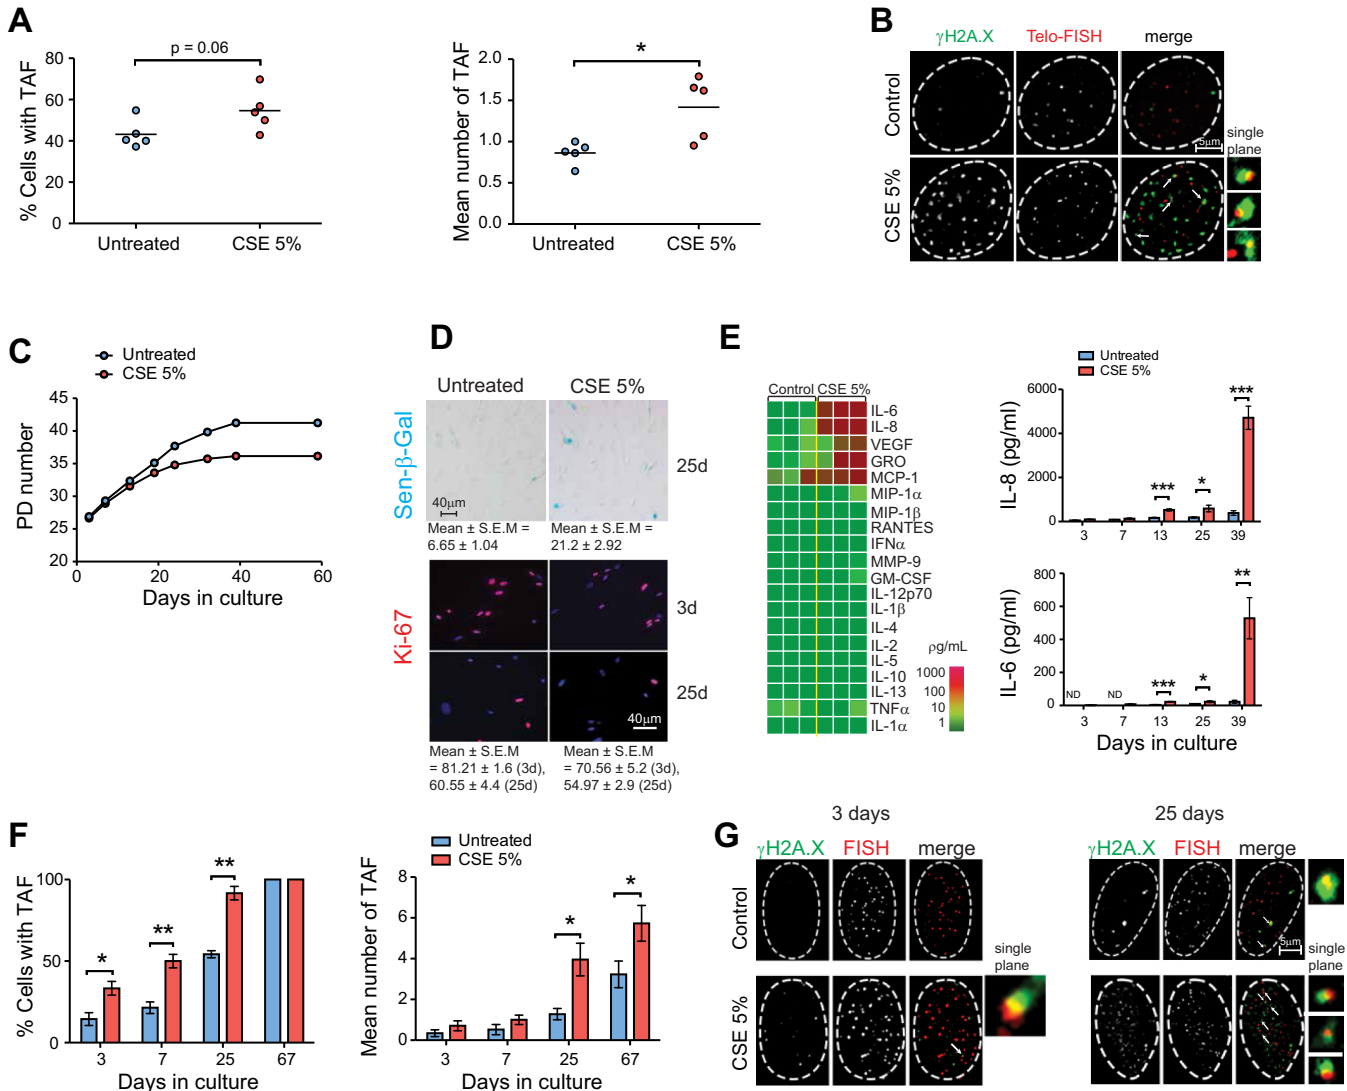 A
% Cells with TAF
80
60
40
20
0
p = 0.06
Untreated
CSE 5%
Mean number of TAF
2.0
1.5
1.0
0.5
0.0
*
Untreated
CSE 5%
B
γH2A.X
Telo-FISH
merge
Control
CSE 5%
5μm
single
plane
C
Untreated
CSE 5%
PD number
45
40
35
30
25
20
0
20
40
60
Days in culture
D
Untreated
CSE 5%
Sen-β-Gal
40μm
25d
Mean ± S.E.M =
6.65 ± 1.04
Mean ± S.E.M =
21.2 ± 2.92
Ki-67
3d
25d
40μm
Mean ± S.E.M
= 81.21 ± 1.6 (3d),
60.55 ± 4.4 (25d)
Mean ± S.E.M
= 70.56 ± 5.2 (3d),
54.97 ± 2.9 (25d)
E
Control
CSE 5%
IL-6
IL-8
VEGF
GRO
MCP-1
MIP-1α
MIP-1β
RANTES
IFNα
MMP-9
GM-CSF
IL-12p70
IL-1β
IL-4
IL-2
IL-5
IL-10
IL-13
TNFα
IL-1α
ρg/mL
1000
100
10
1
Untreated
CSE 5%
IL-8 (pg/ml)
6000
4000
2000
0
***
*
***
3
7
13
25
39
IL-6 (pg/ml)
800
600
400
200
0
ND
ND
***
*
**
3
7
13
25
39
Days in culture
F
% Cells with TAF
100
50
0
*
**
**
3
7
25
67
Days in culture
Untreated
CSE 5%
Mean number of TAF
8
6
4
2
0
*
*
3
7
25
67
Days in culture
G
3 days
γH2A.X
FISH
merge
Control
CSE 5%
single
plane
25 days
γH2A.X
FISH
merge
5μm
single
plane